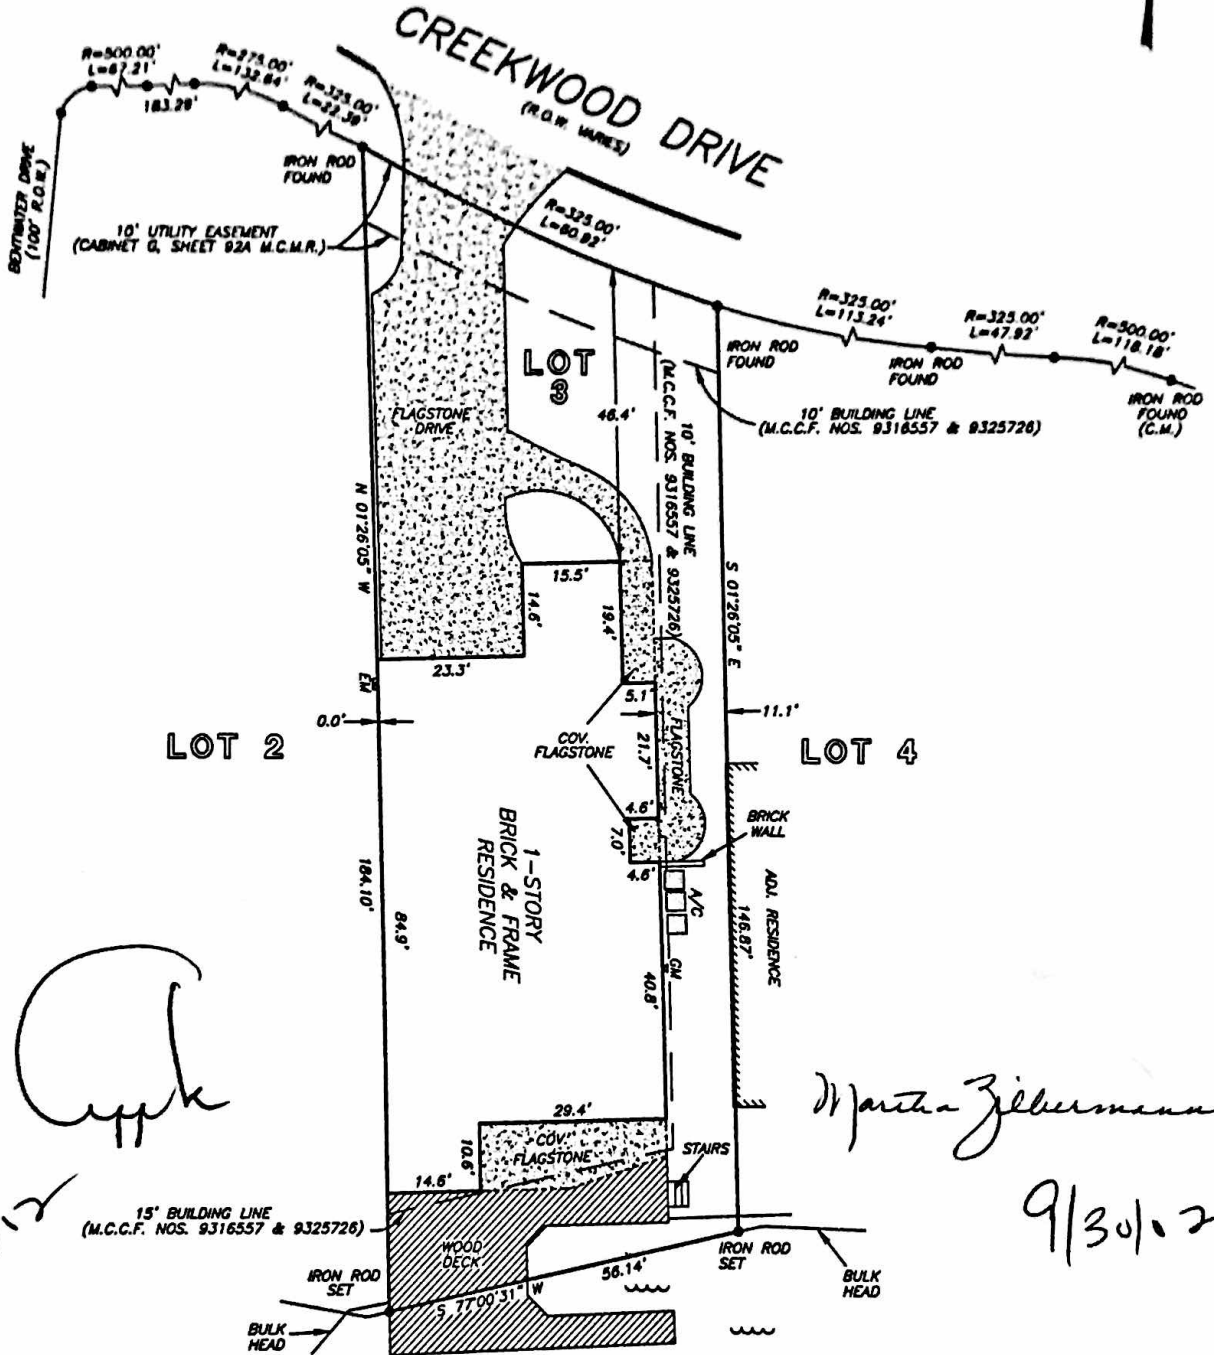 CREEKWOOD DRIVE
(R.O.W. VARIES)
R=500.00'
L=67.21'
183.29'
R=275.00'
L=132.64'
R=325.00'
L=22.39'
BENTWATER DRIVE
(100' R.O.W.)
IRON ROD
FOUND
10' UTILITY EASEMENT
(CABINET G, SHEET 92A M.C.M.R.)
R=325.00'
L=60.92'
R=325.00'
L=113.24'
R=325.00'
L=47.92'
R=500.00'
L=118.18'
IRON ROD
FOUND
IRON ROD
FOUND
IRON ROD
FOUND
(C.M.)
LOT
3
46.4'
10' BUILDING LINE
(M.C.C.F. NOS. 9316557 & 9325726)
10' BUILDING LINE
(M.C.C.F. NOS. 9316557 & 9325726)
FLAGSTONE
DRIVE
N 01°26'05" W
S 01°26'05" E
15.5'
14.6'
19.4'
23.3'
EM
5.1'
0.0'
11.1'
LOT 2
LOT 4
COV.
FLAGSTONE
21.7'
FLAGSTONE
4.6'
7.0'
4.6'
BRICK
WALL
A/C
1-STORY
BRICK & FRAME
RESIDENCE
184.10'
84.9'
GM
40.8'
146.87'
ADJ. RESIDENCE
29.4'
10.6'
COV.
FLAGSTONE
STAIRS
14.6'
15' BUILDING LINE
(M.C.C.F. NOS. 9316557 & 9325726)
WOOD
DECK
Martha Zilbermann
9/30/02
IRON ROD
SET
IRON ROD
SET
56.14'
S 77°00'31" W
BULK
HEAD
BULK
HEAD